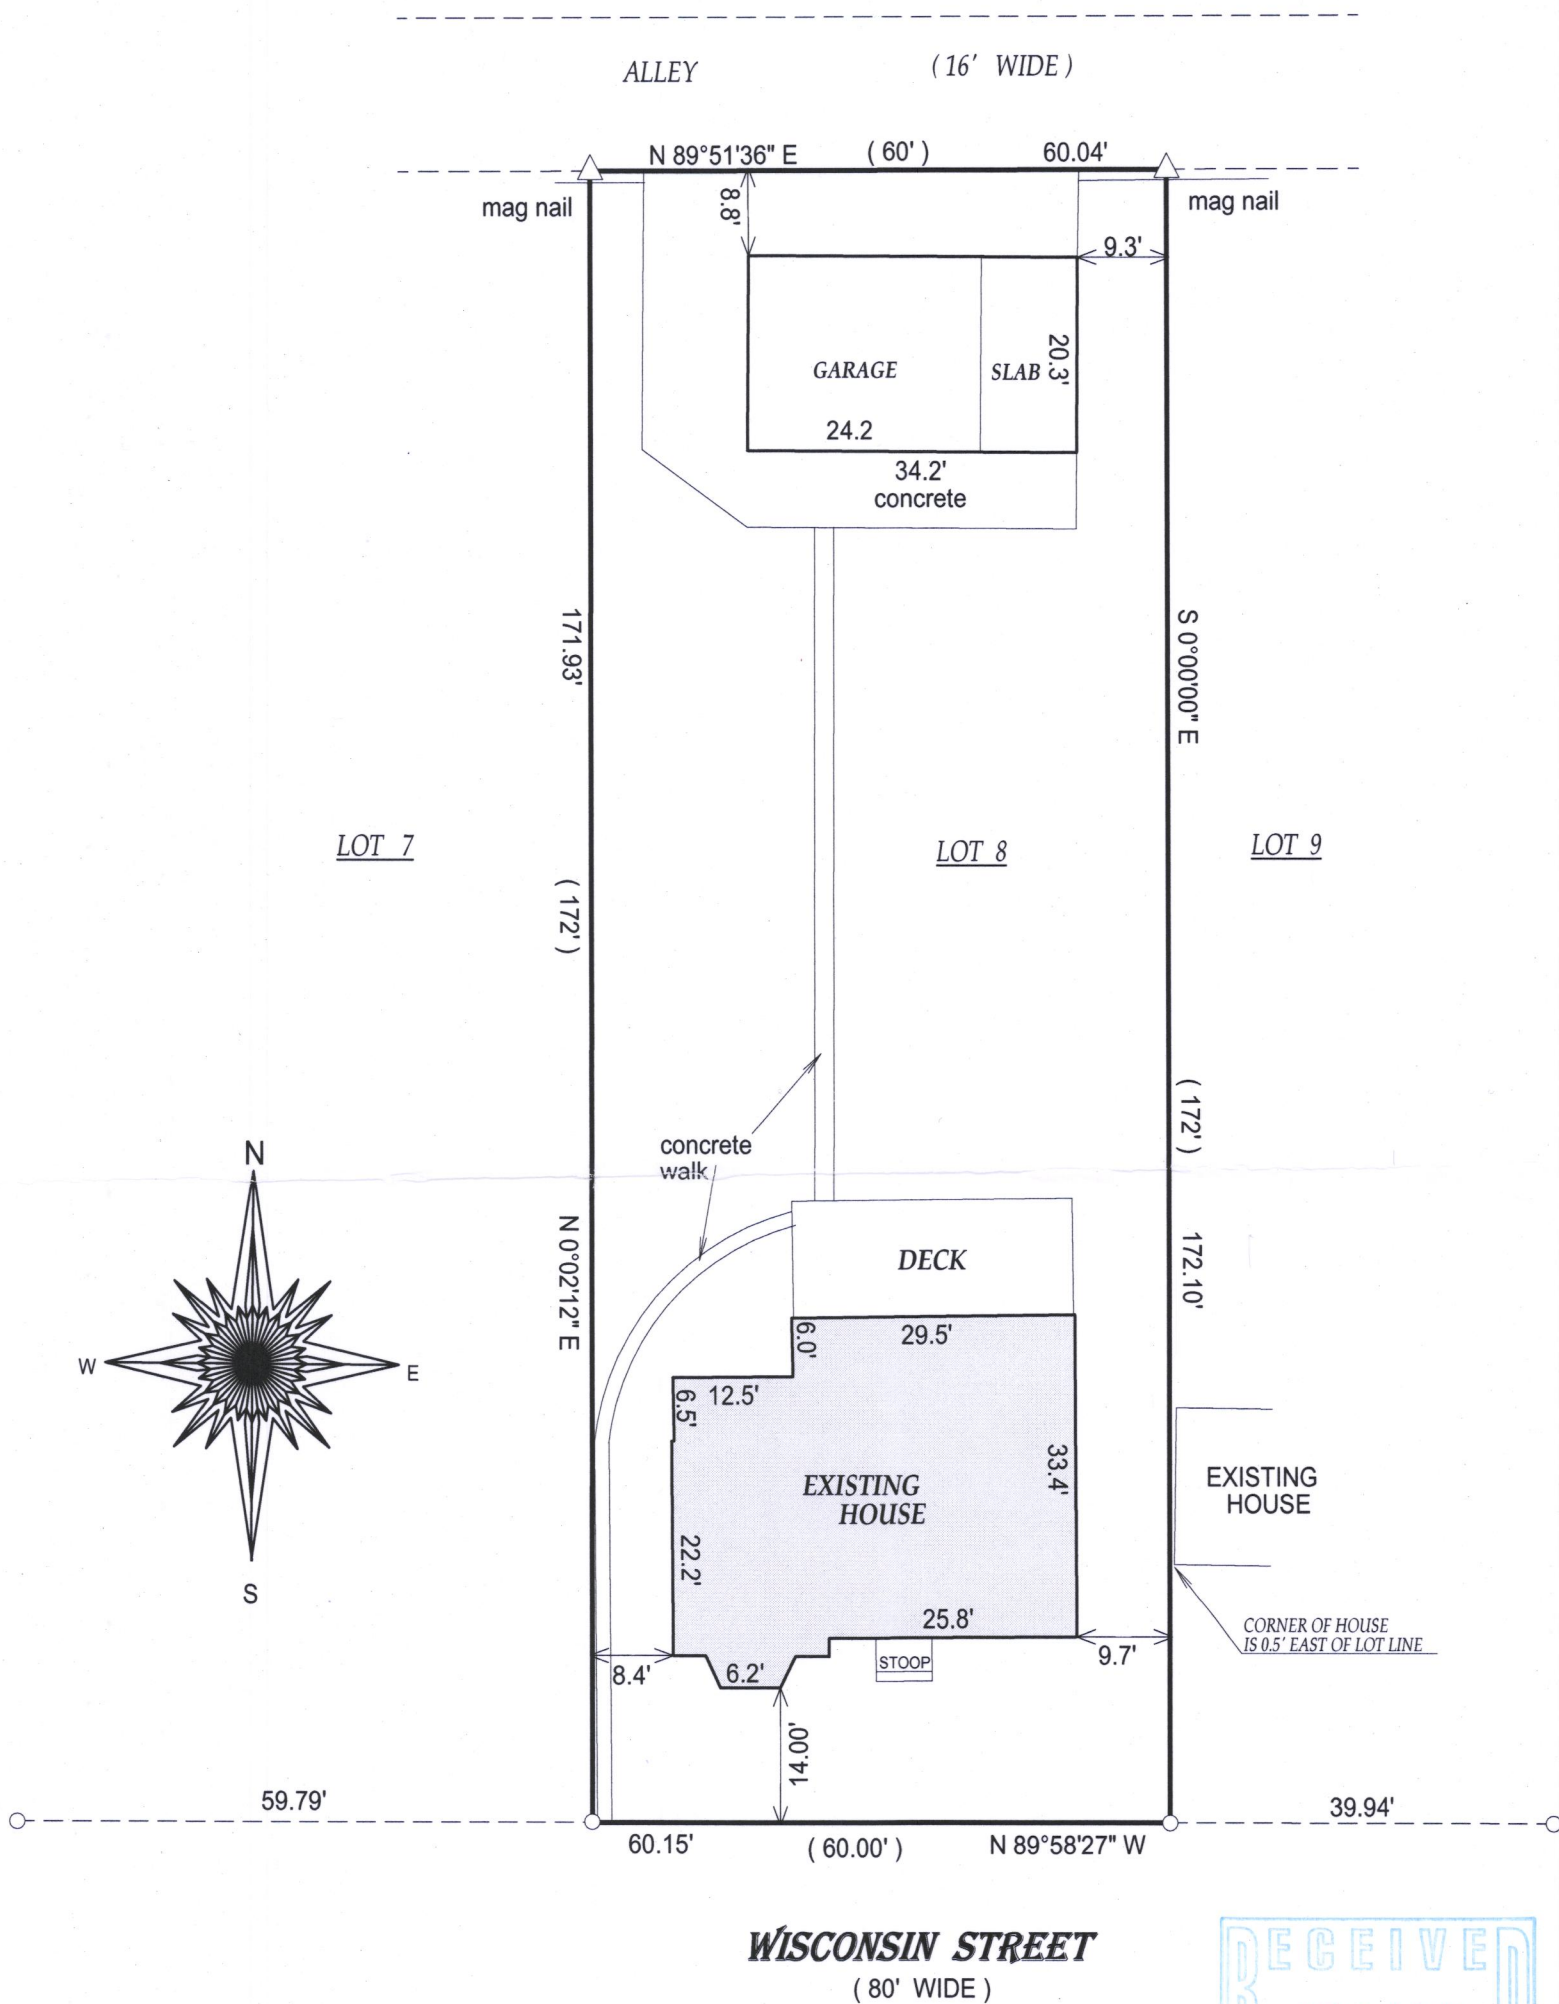 ALLEY
( 16' WIDE )
N 89°51'36" E
( 60' )
60.04'
mag nail
mag nail
8.8'
9.3'
GARAGE
SLAB
20.3'
24.2
34.2'
concrete
171.93'
S 0°00'00" E
LOT 7
LOT 8
LOT 9
( 172' )
( 172' )
concrete
walk
N
W
E
S
N 0°02'12" E
172.10'
DECK
6.0'
29.5'
12.5'
6.5'
33.4'
EXISTING
HOUSE
EXISTING
HOUSE
22.2'
25.8'
STOOP
CORNER OF HOUSE
IS 0.5' EAST OF LOT LINE
8.4'
6.2'
9.7'
14.00'
59.79'
39.94'
60.15'
( 60.00' )
N 89°58'27" W
WISCONSIN STREET
( 80' WIDE )
RECEIVED